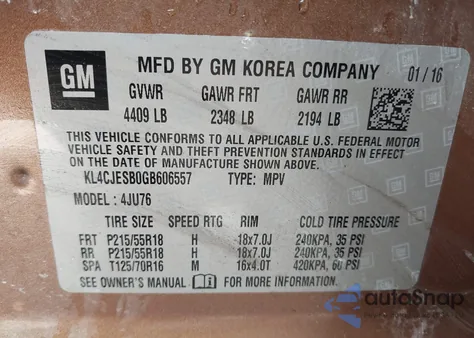 GM
MFD BY GM KOREA COMPANY 01/16
GVWR GAWR FRT GAWR RR
4409 LB 2348 LB 2194 LB
THIS VEHICLE CONFORMS TO ALL APPLICABLE U.S. FEDERAL MOTOR
VEHICLE SAFETY AND THEFT PREVENTION STANDARDS IN EFFECT ON
THE DATE OF MANUFACTURE SHOWN ABOVE.
KL4CJESB0GB606557 TYPE: MPV
MODEL: 4JU76
TIRE SIZE SPEED RTG RIM COLD TIRE PRESSURE
FRT P215/55R18 H 18x7.0J 240KPA, 35 PSI
RR P215/55R18 H 18x7.0J 240KPA, 35 PSI
SPA T125/70R16 M 16x4.0T 420KPA, 60 PSI
SEE OWNER'S MANUAL FOR MORE INFORMATION.
autoSnap